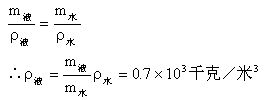 m液/ρ液 = m水/ρ水
∴ρ液 = m液/m水 ρ水 = 0.7×10³千克／米³